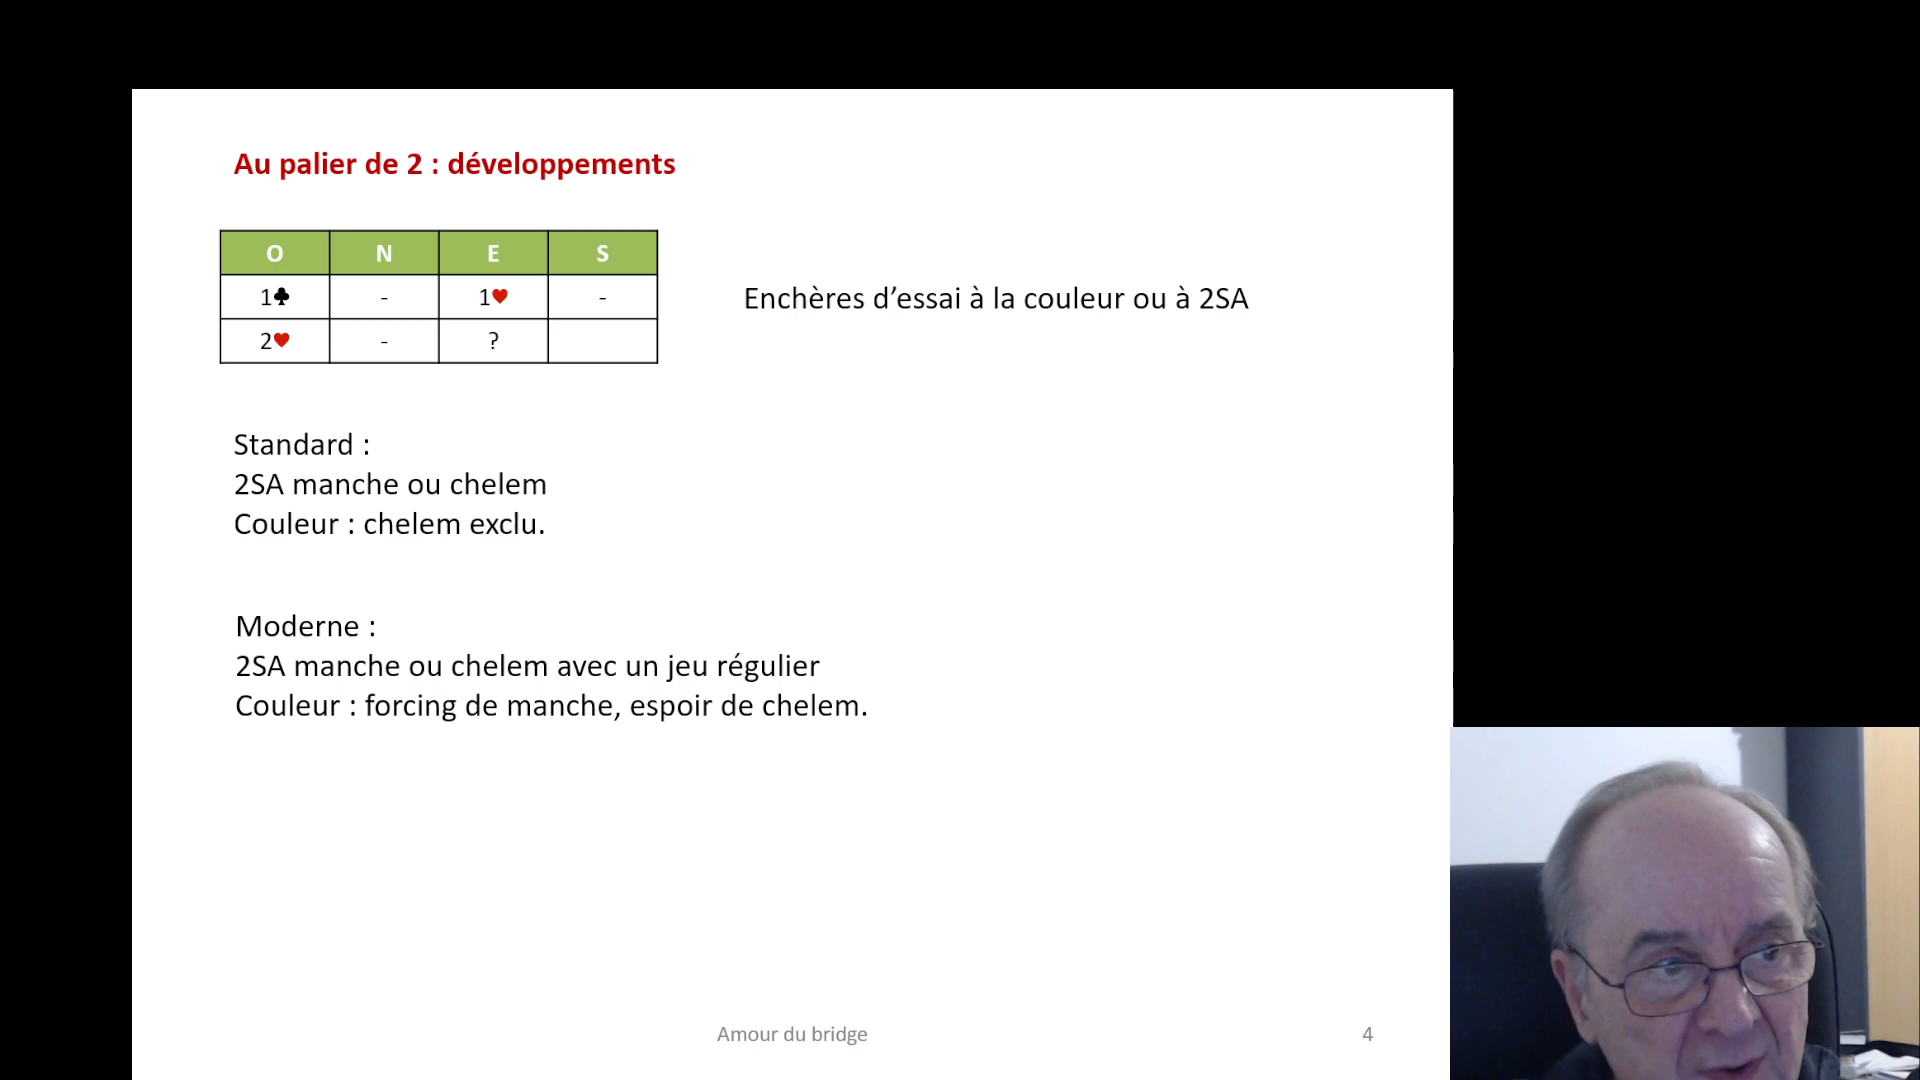 Au palier de 2 : développements
O N E S
1♣ - 1♥ -
2♥ - ?
Enchères d’essai à la couleur ou à 2SA
Standard :
2SA manche ou chelem
Couleur : chelem exclu.
Moderne :
2SA manche ou chelem avec un jeu régulier
Couleur : forcing de manche, espoir de chelem.
Amour du bridge
4